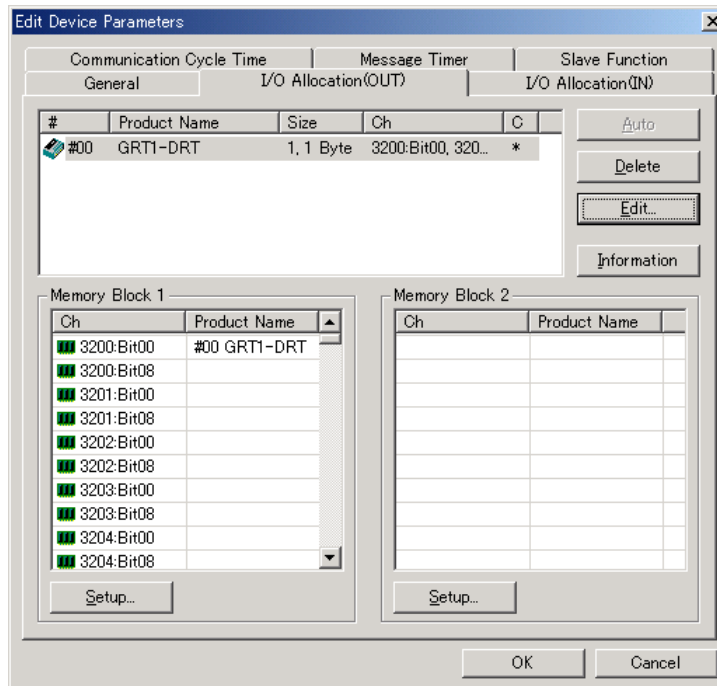 Edit Device Parameters
Communication Cycle Time Message Timer Slave Function
General I/O Allocation(OUT) I/O Allocation(IN)
# Product Name Size Ch C
#00 GRT1-DRT 1, 1 Byte 3200:Bit00, 320... *
Auto
Delete
Edit...
Information
Memory Block 1
Ch Product Name
3200:Bit00 #00 GRT1-DRT
3200:Bit08
3201:Bit00
3201:Bit08
3202:Bit00
3202:Bit08
3203:Bit00
3203:Bit08
3204:Bit00
3204:Bit08
Setup...
Memory Block 2
Ch Product Name
Setup...
OK Cancel